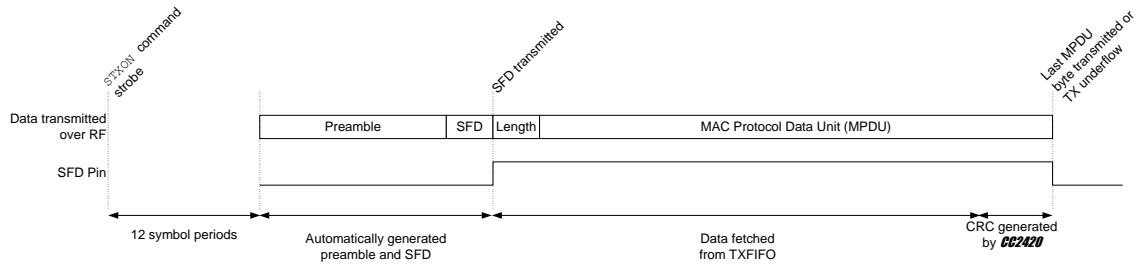 STXON command
strobe
SFD transmitted
Last MPDU
byte transmitted or
TX underflow
Data transmitted
over RF
Preamble
SFD
Length
MAC Protocol Data Unit (MPDU)
SFD Pin
12 symbol periods
Automatically generated
preamble and SFD
Data fetched
from TXFIFO
CRC generated
by CC2420